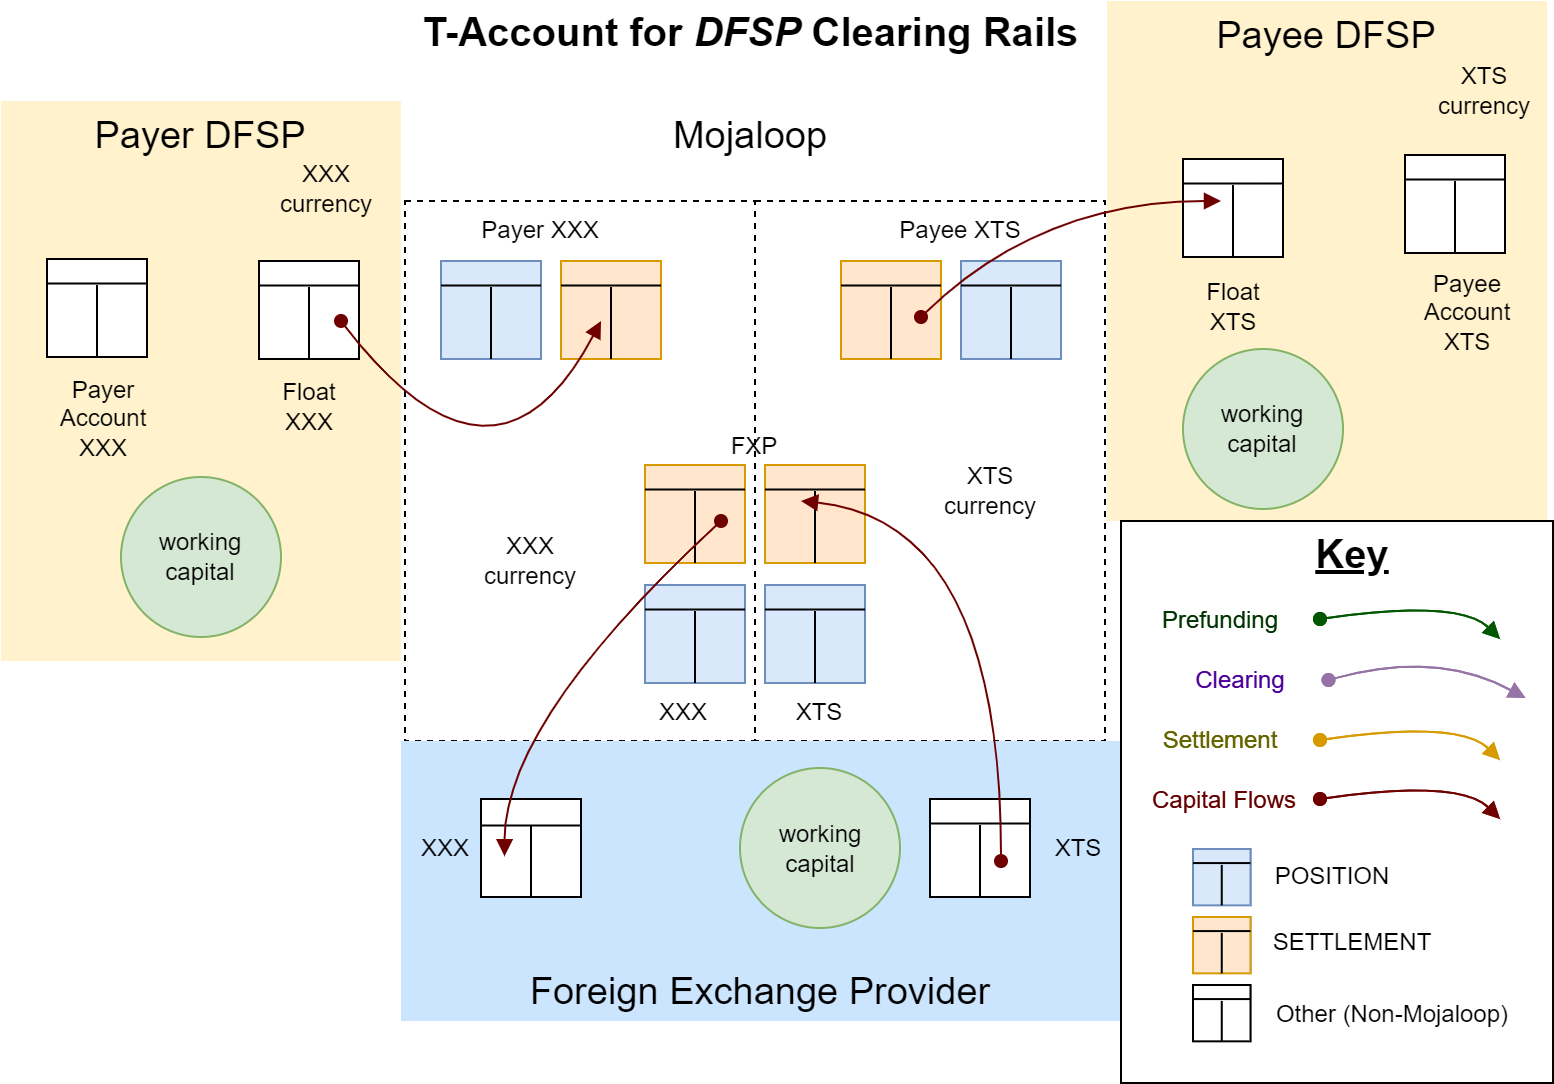 T-Account for DFSP Clearing Rails
Payee DFSP
XTS
currency
Payer DFSP
XXX
currency
Mojaloop
Payer XXX
Payee XTS
Float
XTS
Payee
Account
XTS
Payer
Account
XXX
Float
XXX
working
capital
working
capital
FXP
XTS
currency
XXX
currency
XXX
XTS
XXX
working
capital
XTS
Foreign Exchange Provider
Key
Prefunding
Clearing
Settlement
Capital Flows
POSITION
SETTLEMENT
Other (Non-Mojaloop)